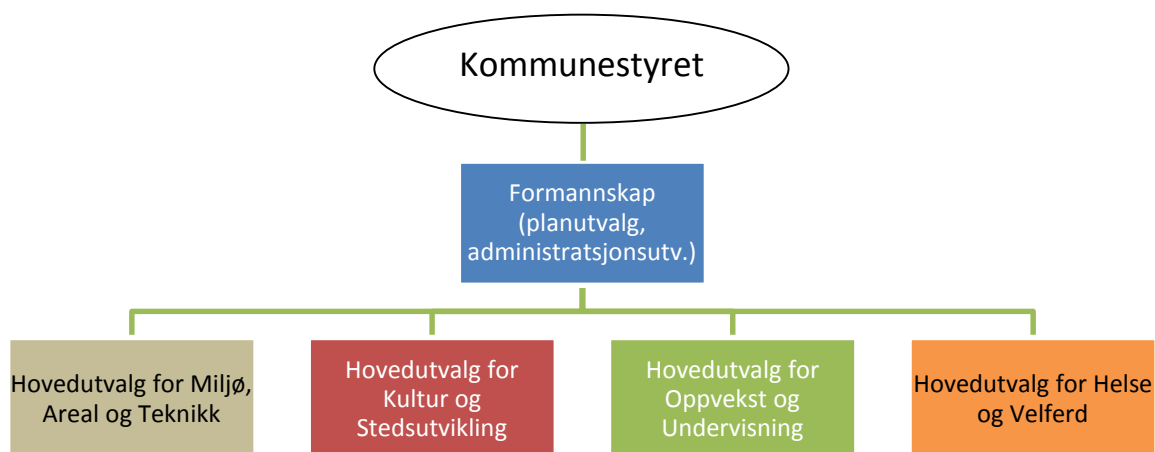 Kommunestyret
Formannskap
(planutvalg,
administratsjonsutv.)
Hovedutvalg for Miljø,
Areal og Teknikk
Hovedutvalg for
Kultur og
Stedsutvikling
Hovedutvalg for
Oppvekst og
Undervisning
Hovedutvalg for Helse
og Velferd